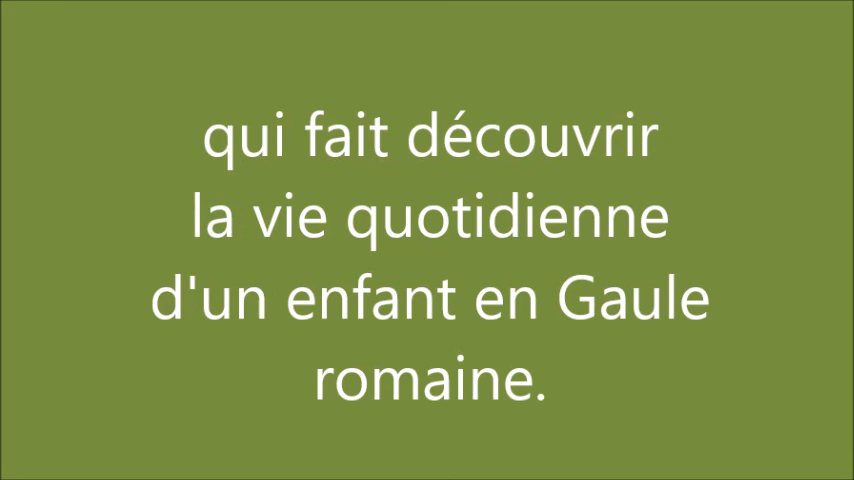 qui fait découvrir
la vie quotidienne
d'un enfant en Gaule
romaine.